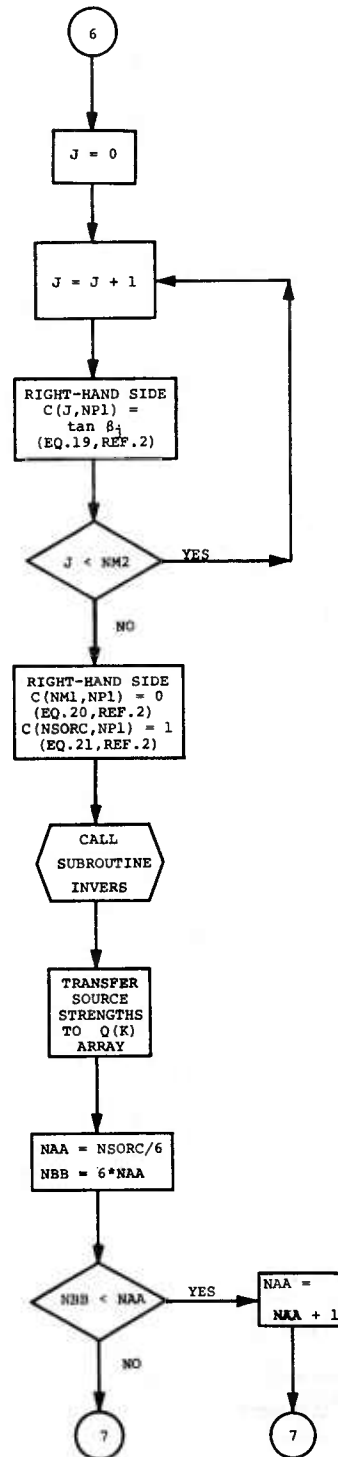 6
J = 0
J = J + 1
RIGHT-HAND SIDE
C(J,NP1) =
tan βj
(EQ.19,REF.2)
J < NM2
YES
NO
RIGHT-HAND SIDE
C(NM1,NP1) = 0
(EQ.20,REF.2)
C(NSORC,NP1) = 1
(EQ.21,REF.2)
CALL
SUBROUTINE
INVERS
TRANSFER
SOURCE
STRENGTHS
TO Q(K)
ARRAY
NAA = NSORC/6
NBB = 6*NAA
NBB < NAA
YES
NAA =
NAA + 1
NO
7
7